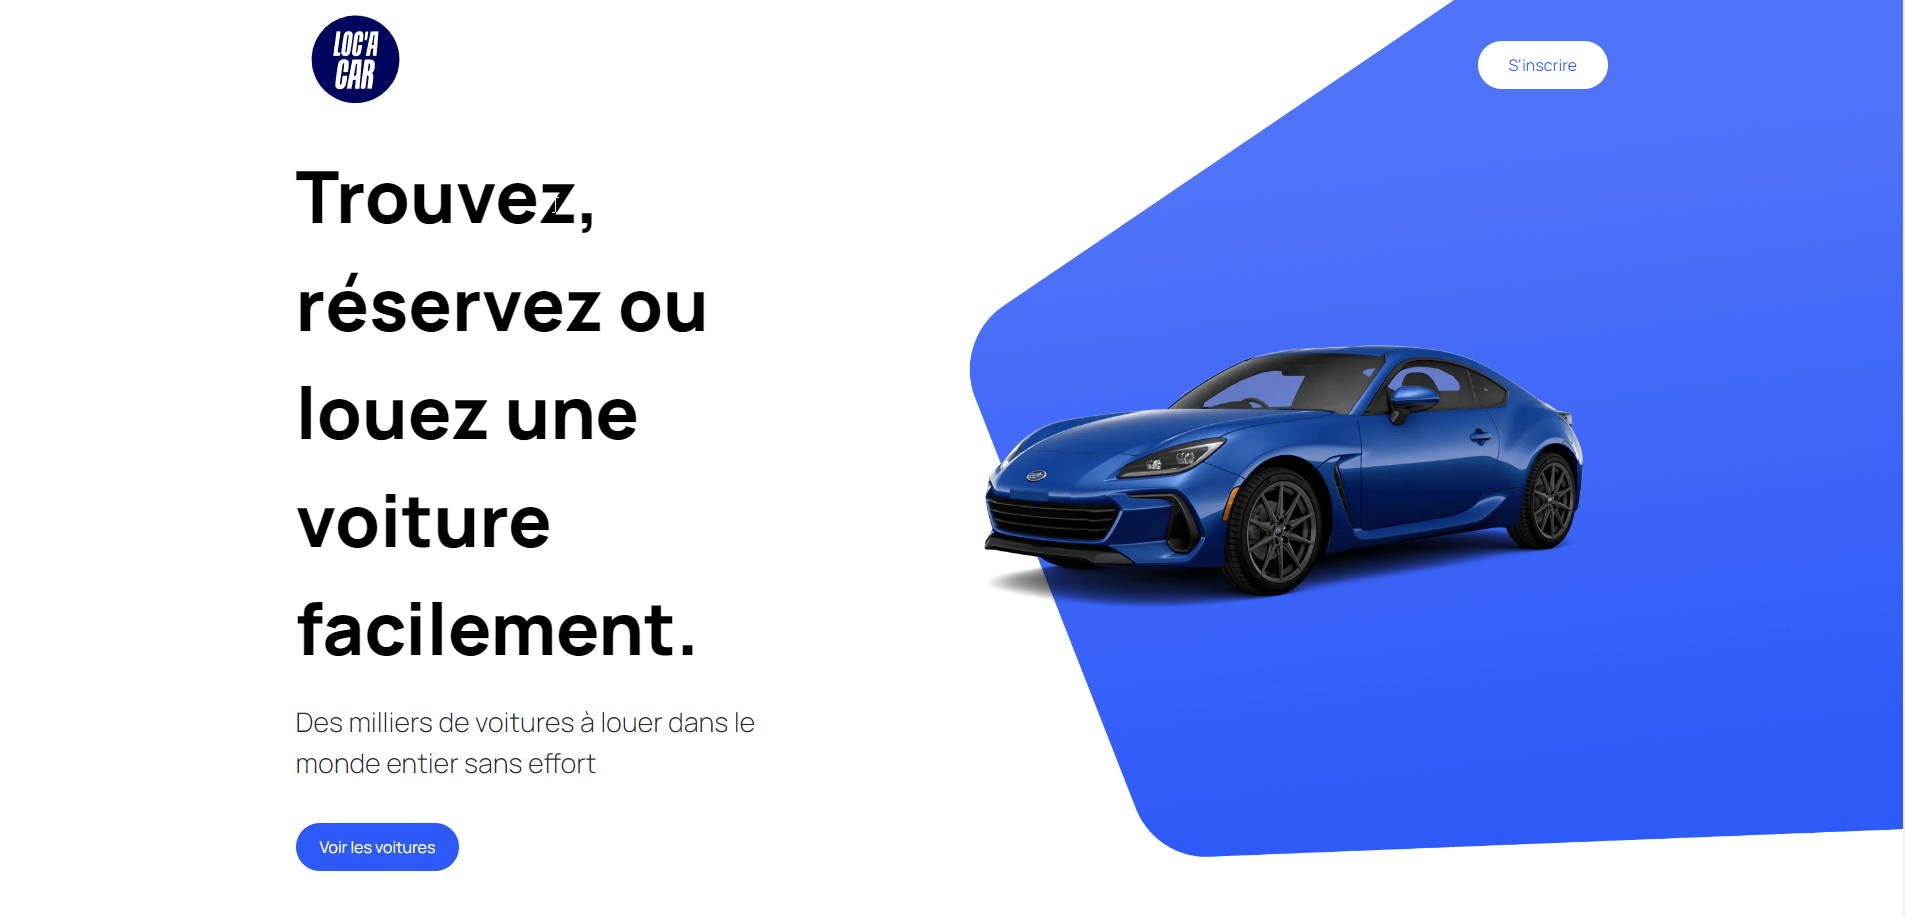 LOC'A
CAR
S'inscrire
Trouvez,
réservez ou
louez une
voiture
facilement.
Des milliers de voitures à louer dans le
monde entier sans effort
Voir les voitures